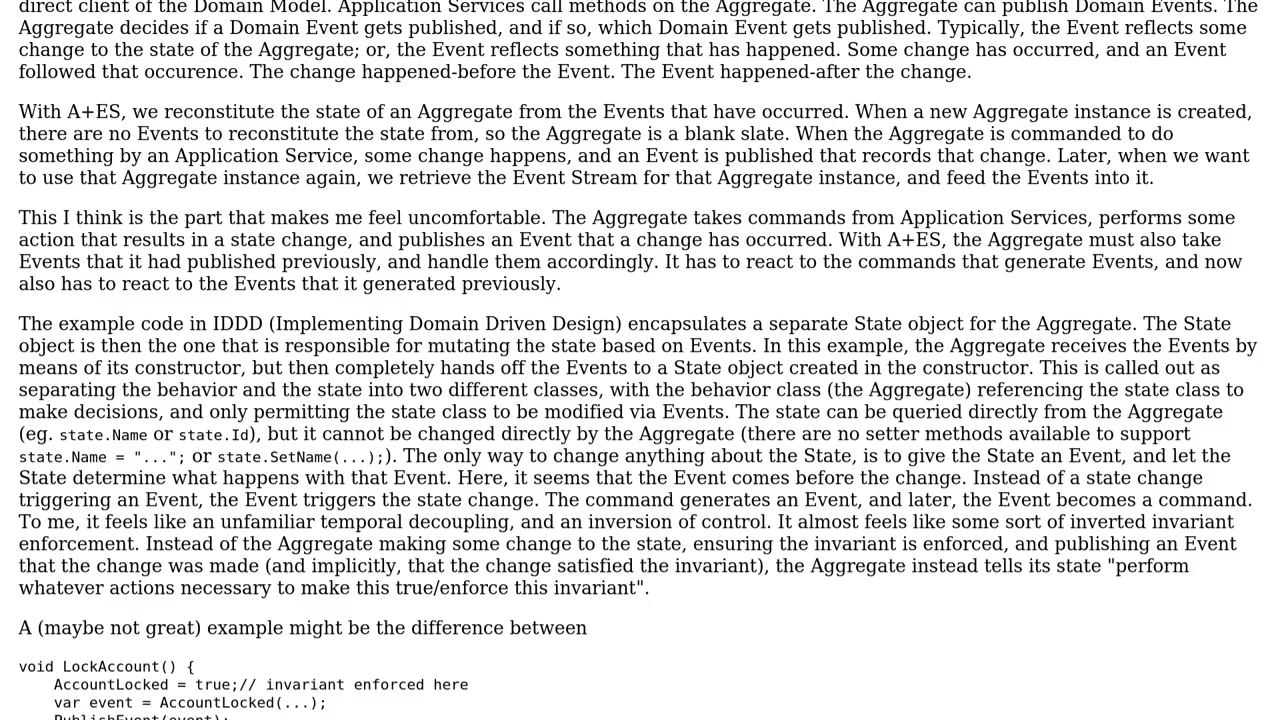 direct client of the Domain Model. Application Services call methods on the Aggregate. The Aggregate can publish Domain Events. The
Aggregate decides if a Domain Event gets published, and if so, which Domain Event gets published. Typically, the Event reflects some
change to the state of the Aggregate; or, the Event reflects something that has happened. Some change has occurred, and an Event
followed that occurence. The change happened-before the Event. The Event happened-after the change.
With A+ES, we reconstitute the state of an Aggregate from the Events that have occurred. When a new Aggregate instance is created,
there are no Events to reconstitute the state from, so the Aggregate is a blank slate. When the Aggregate is commanded to do
something by an Application Service, some change happens, and an Event is published that records that change. Later, when we want
to use that Aggregate instance again, we retrieve the Event Stream for that Aggregate instance, and feed the Events into it.
This I think is the part that makes me feel uncomfortable. The Aggregate takes commands from Application Services, performs some
action that results in a state change, and publishes an Event that a change has occurred. With A+ES, the Aggregate must also take
Events that it had published previously, and handle them accordingly. It has to react to the commands that generate Events, and now
also has to react to the Events that it generated previously.
The example code in IDDD (Implementing Domain Driven Design) encapsulates a separate State object for the Aggregate. The State
object is then the one that is responsible for mutating the state based on Events. In this example, the Aggregate receives the Events by
means of its constructor, but then completely hands off the Events to a State object created in the constructor. This is called out as
separating the behavior and the state into two different classes, with the behavior class (the Aggregate) referencing the state class to
make decisions, and only permitting the state class to be modified via Events. The state can be queried directly from the Aggregate
(eg. state.Name or state.Id), but it cannot be changed directly by the Aggregate (there are no setter methods available to support
state.Name = "..."; or state.SetName(...);). The only way to change anything about the State, is to give the State an Event, and let the
State determine what happens with that Event. Here, it seems that the Event comes before the change. Instead of a state change
triggering an Event, the Event triggers the state change. The command generates an Event, and later, the Event becomes a command.
To me, it feels like an unfamiliar temporal decoupling, and an inversion of control. It almost feels like some sort of inverted invariant
enforcement. Instead of the Aggregate making some change to the state, ensuring the invariant is enforced, and publishing an Event
that the change was made (and implicitly, that the change satisfied the invariant), the Aggregate instead tells its state "perform
whatever actions necessary to make this true/enforce this invariant".
A (maybe not great) example might be the difference between
void LockAccount() {
AccountLocked = true;// invariant enforced here
var event = AccountLocked(...);
PublishEvent(event);